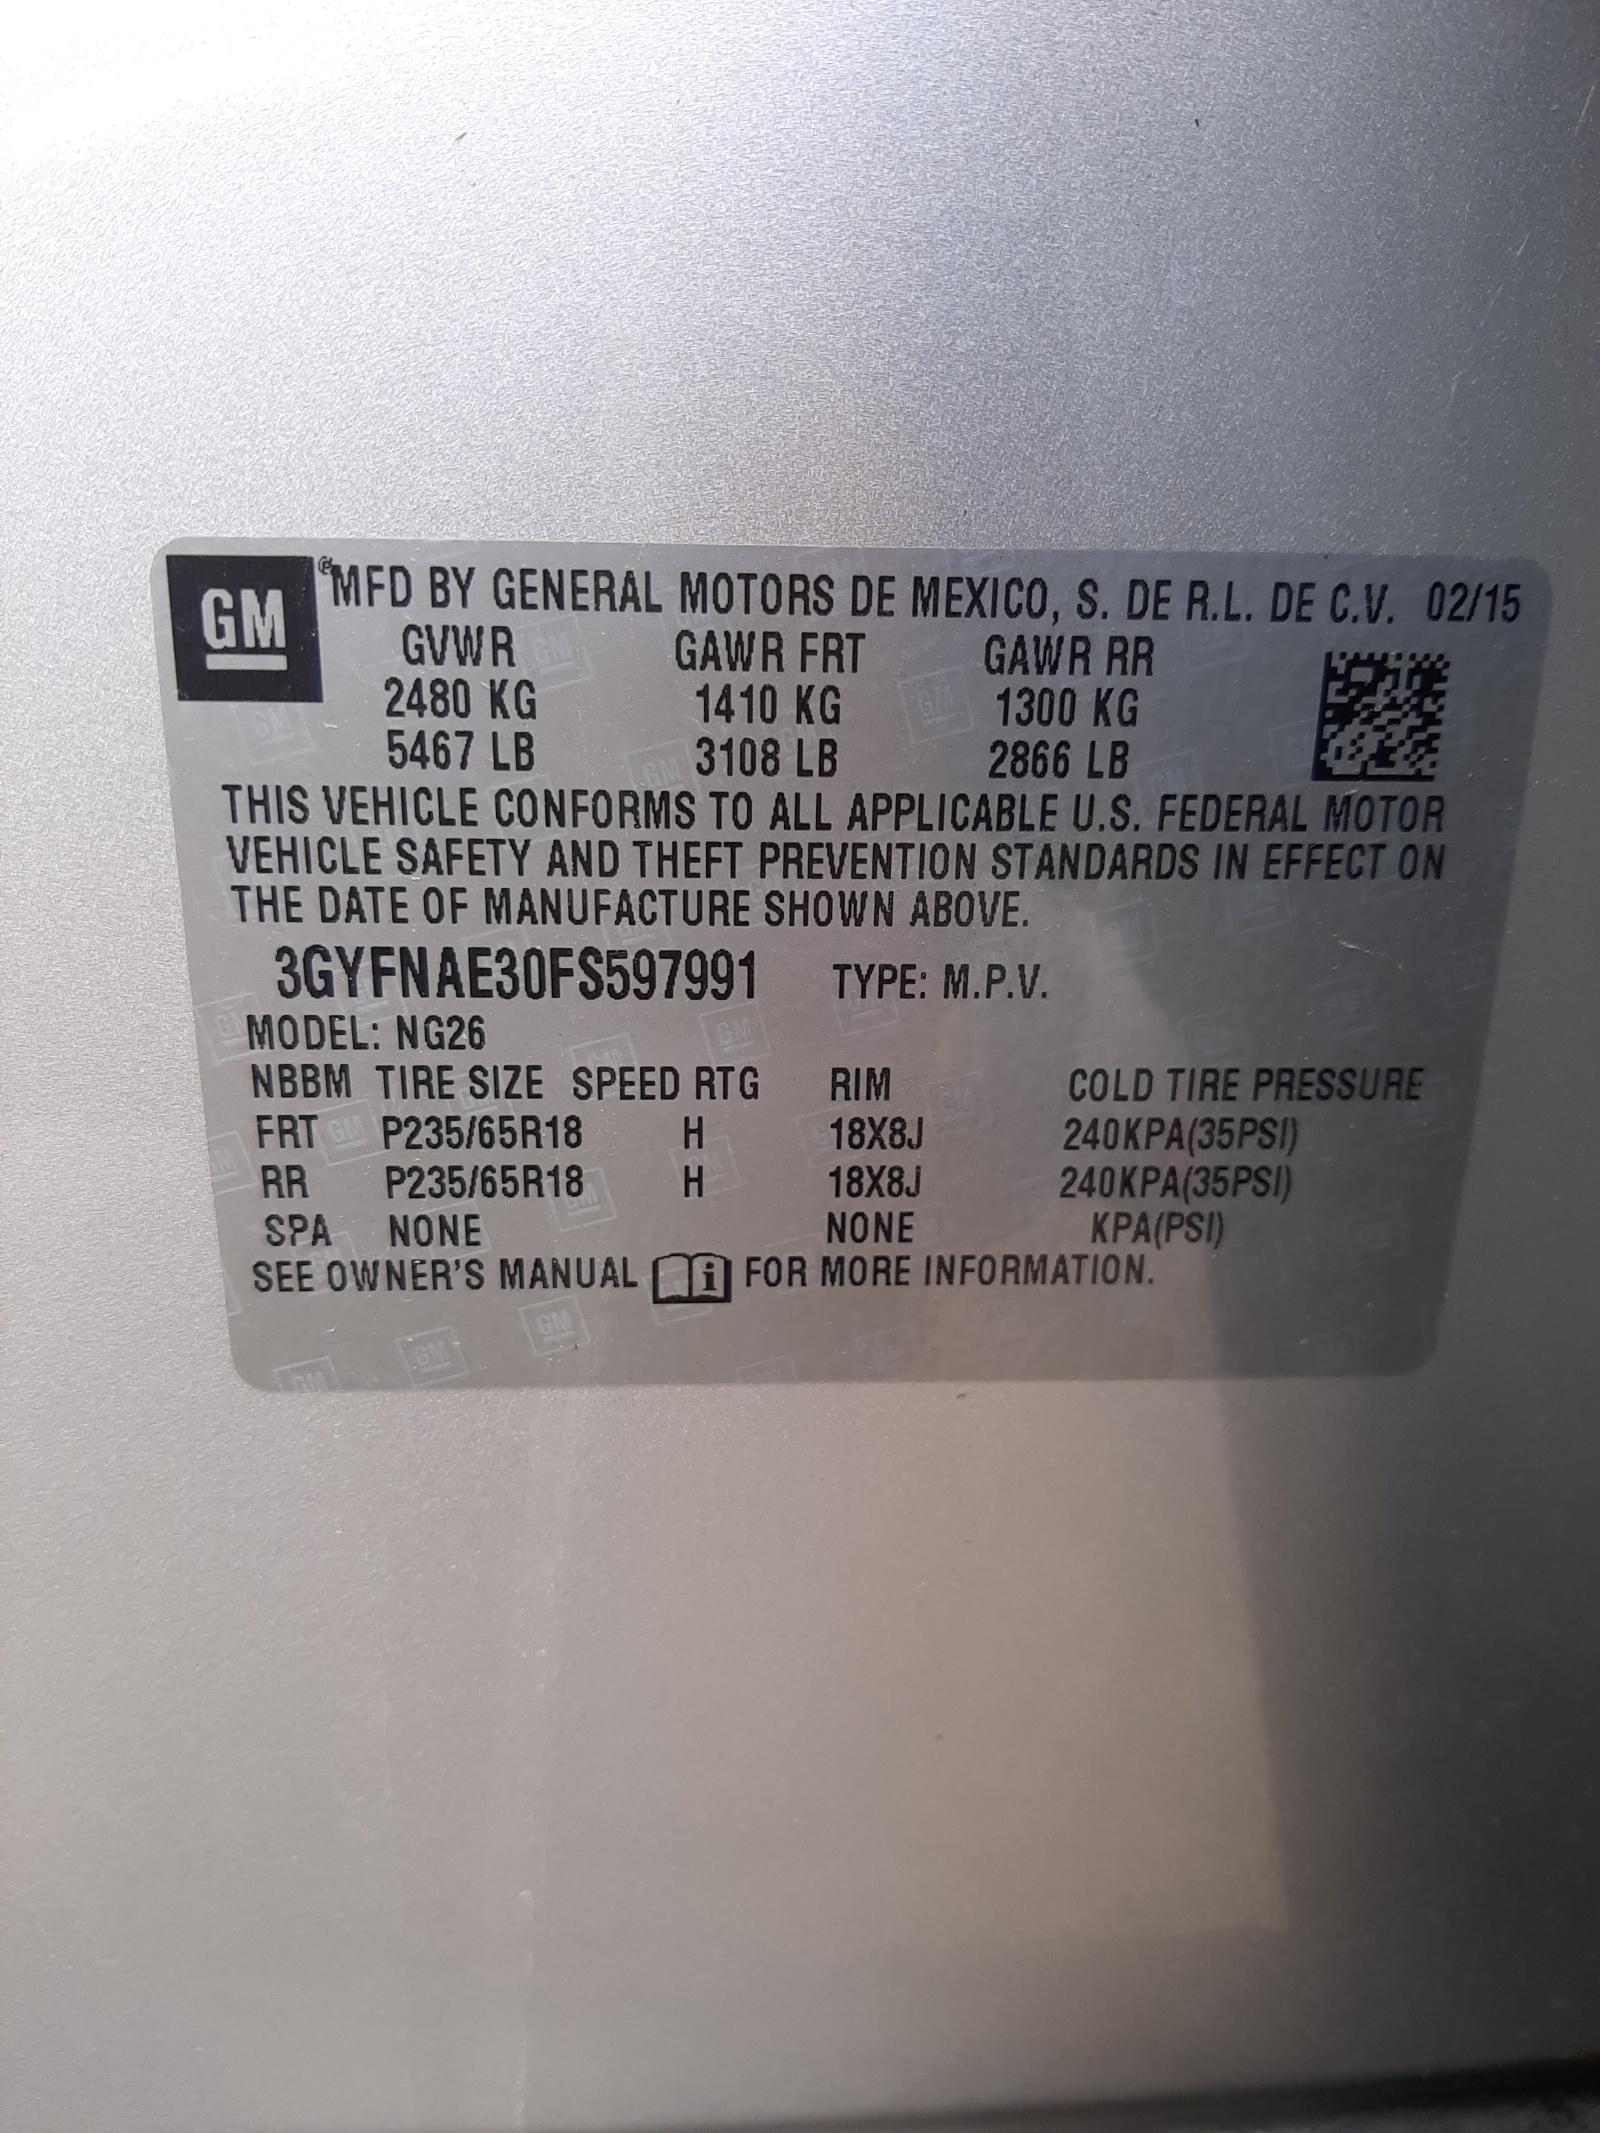 GM
® MFD BY GENERAL MOTORS DE MEXICO, S. DE R.L. DE C.V. 02/15
GVWR GAWR FRT GAWR RR
2480 KG 1410 KG 1300 KG
5467 LB 3108 LB 2866 LB
THIS VEHICLE CONFORMS TO ALL APPLICABLE U.S. FEDERAL MOTOR
VEHICLE SAFETY AND THEFT PREVENTION STANDARDS IN EFFECT ON
THE DATE OF MANUFACTURE SHOWN ABOVE.
3GYFNAE30FS597991 TYPE: M.P.V.
MODEL: NG26
NBBM TIRE SIZE SPEED RTG RIM COLD TIRE PRESSURE
FRT P235/65R18 H 18X8J 240KPA(35PSI)
RR P235/65R18 H 18X8J 240KPA(35PSI)
SPA NONE NONE KPA(PSI)
SEE OWNER'S MANUAL i FOR MORE INFORMATION.